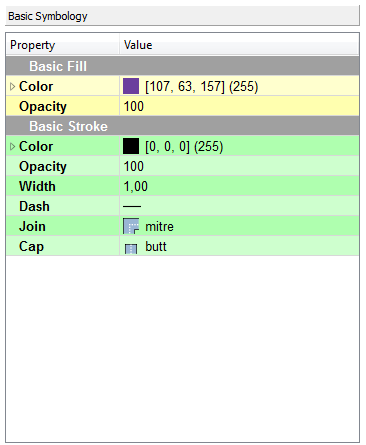 Basic Symbology
Property Value
Basic Fill
Color [107, 63, 157] (255)
Opacity 100
Basic Stroke
Color [0, 0, 0] (255)
Opacity 100
Width 1,00
Dash
Join mitre
Cap butt